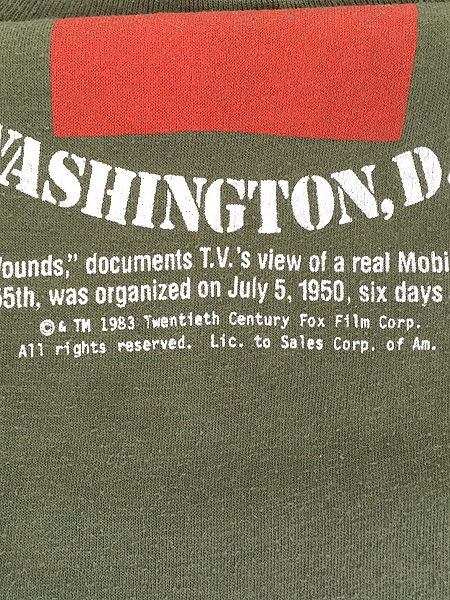 WASHINGTON, D.
Wounds," documents T.V.'s view of a real Mobi
55th, was organized on July 5, 1950, six days
© & TM 1983 Twentieth Century Fox Film Corp.
All rights reserved. Lic. to Sales Corp. of Am.